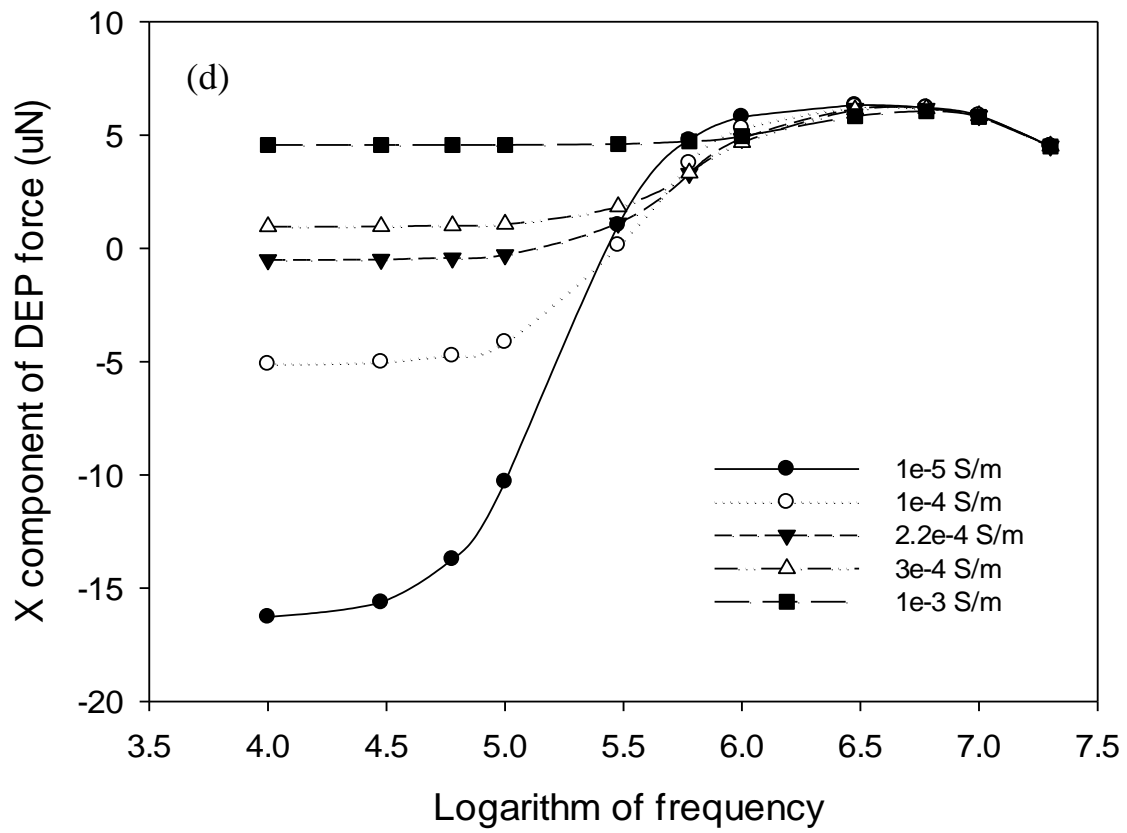 (d)
X component of DEP force (uN)
10
5
0
-5
-10
-15
-20
1e-5 S/m
1e-4 S/m
2.2e-4 S/m
3e-4 S/m
1e-3 S/m
3.5 4.0 4.5 5.0 5.5 6.0 6.5 7.0 7.5
Logarithm of frequency